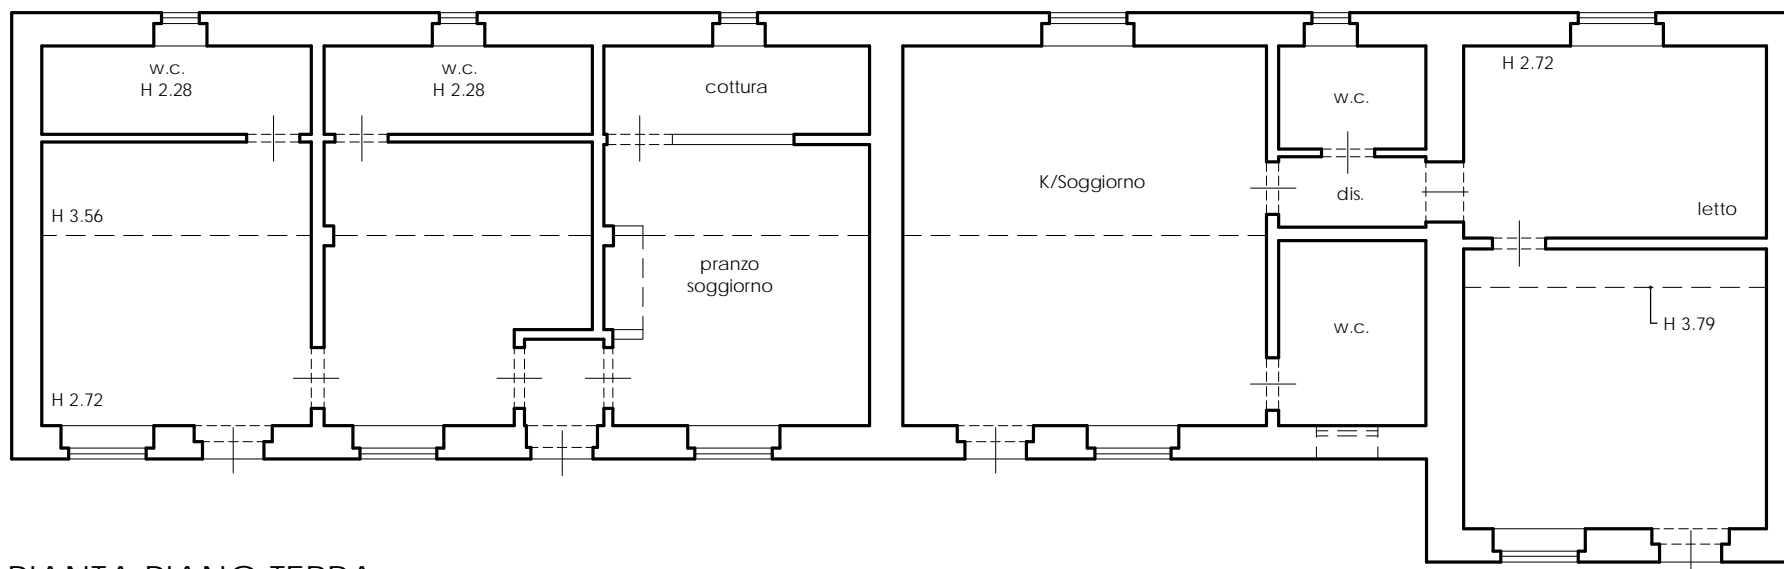 w.c.
H 2.28
w.c.
H 2.28
cottura
w.c.
H 2.72
K/Soggiorno
dis.
letto
H 3.56
pranzo
soggiorno
w.c.
H 3.79
H 2.72
PIANTA PIANO TERRA